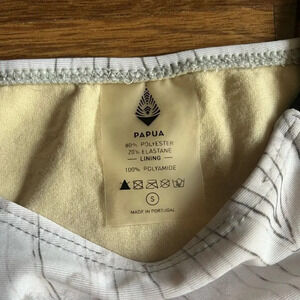 PAPUA
80% POLYESTER
20% ELASTANE
— LINING —
100% POLYAMIDE
S
MADE IN PORTUGAL